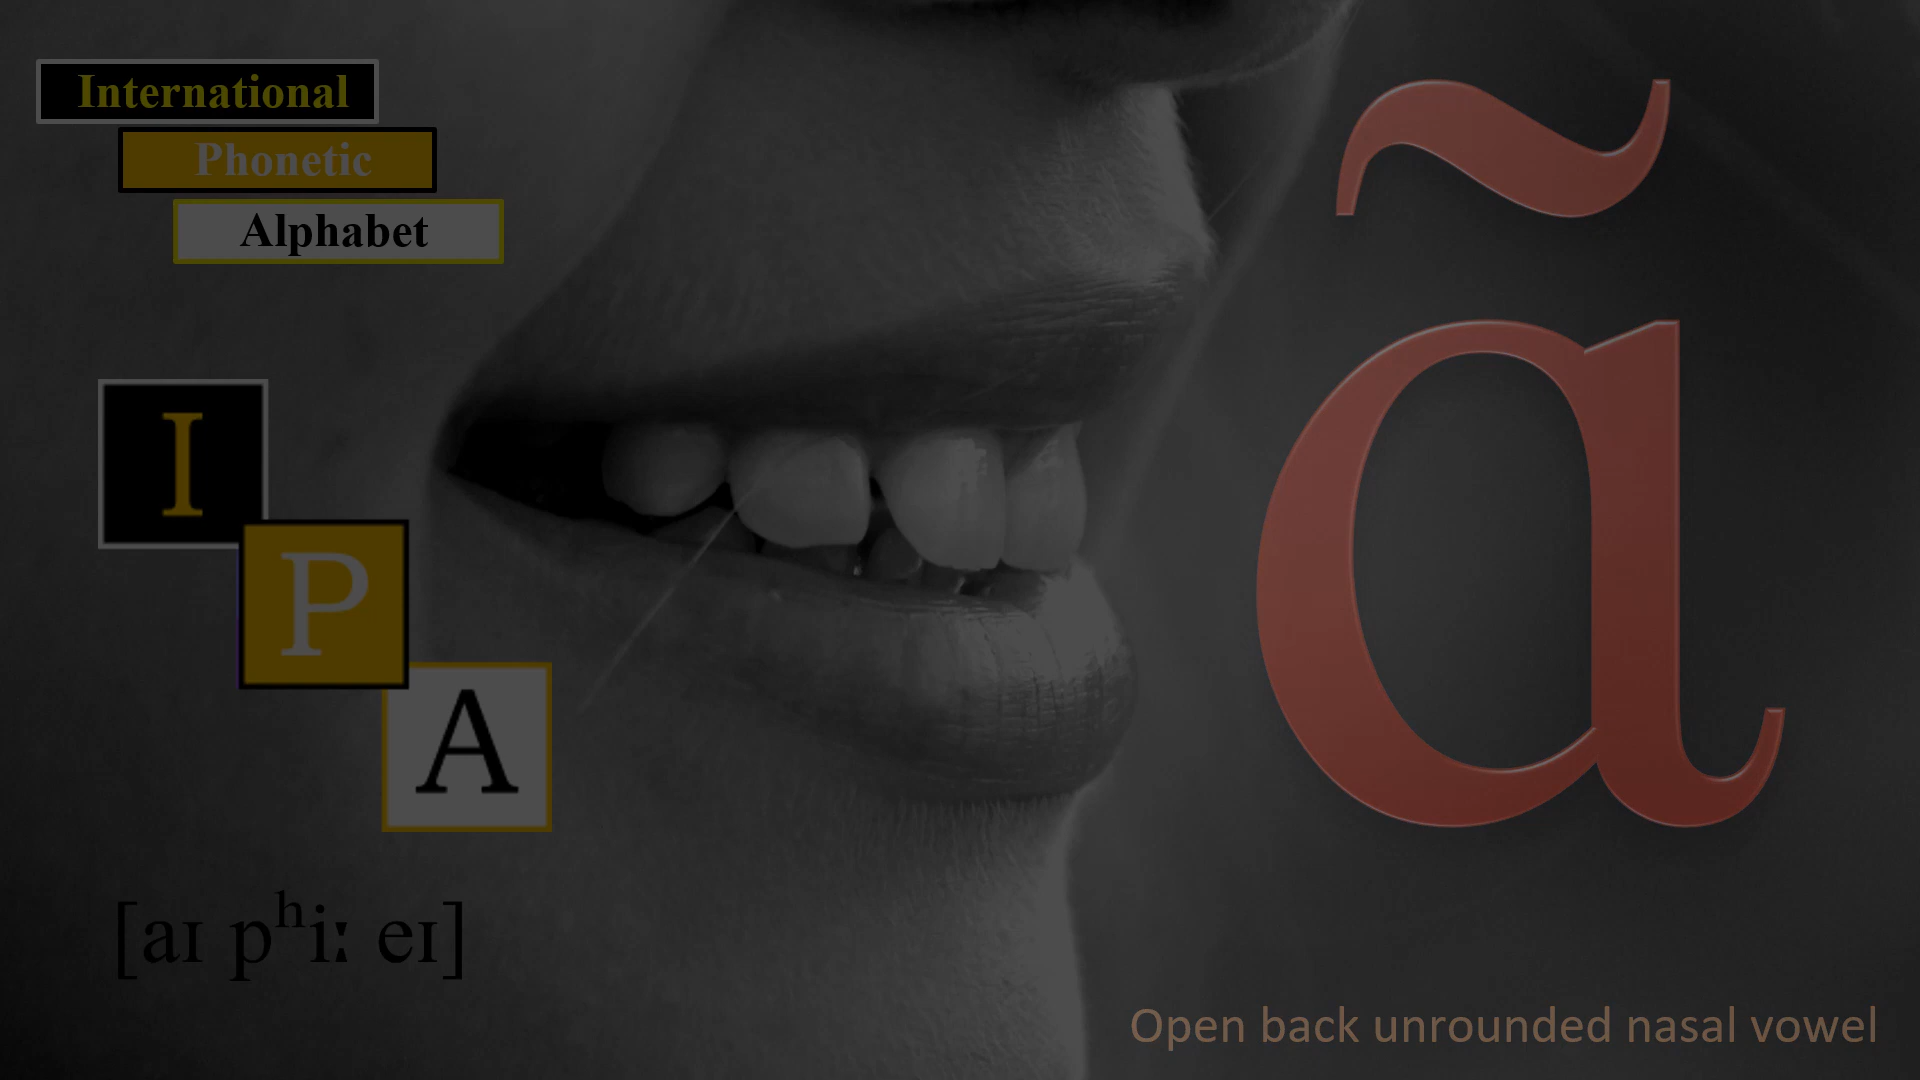 International
Phonetic
Alphabet
I
P
A
[aɪ pʰiː eɪ]
ɑ̃
Open back unrounded nasal vowel